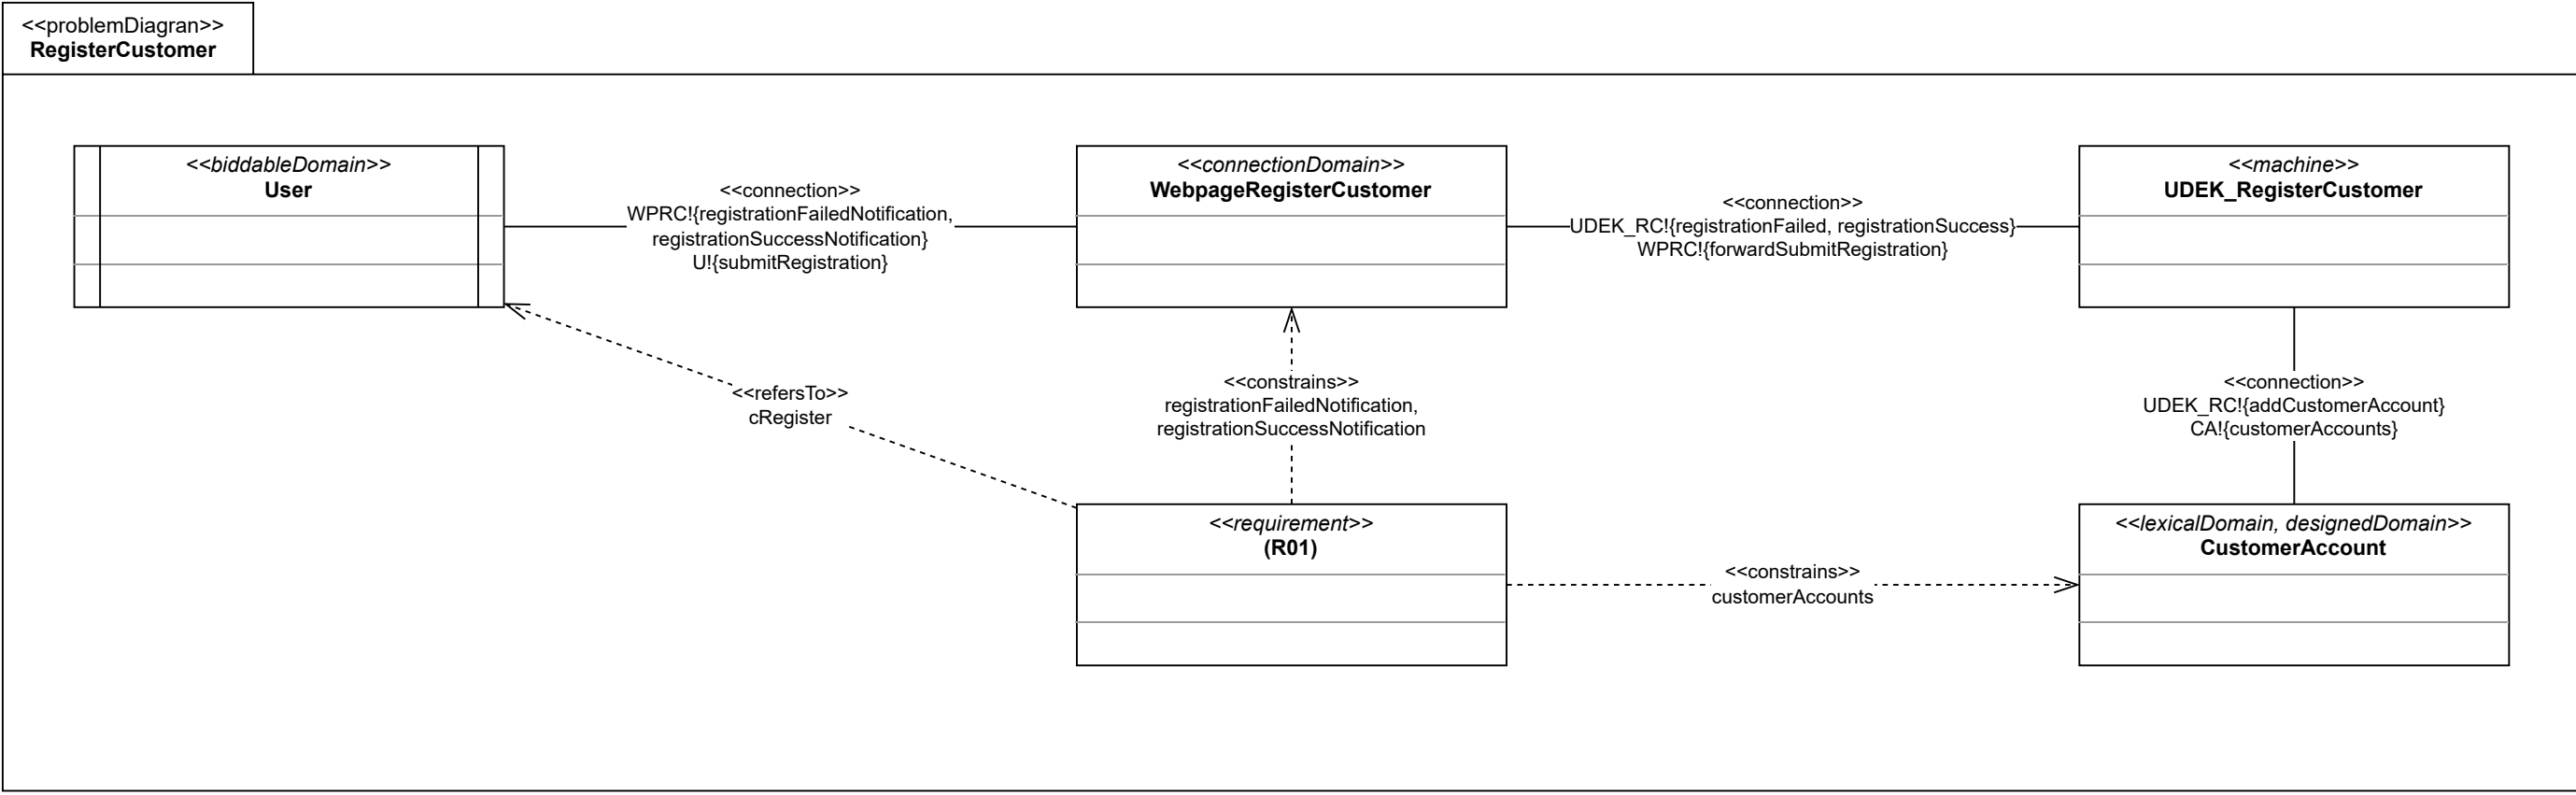 <<problemDiagran>>
RegisterCustomer
<<biddableDomain>>
User
<<connection>>
WPRC!{registrationFailedNotification,
registrationSuccessNotification}
U!{submitRegistration}
<<connectionDomain>>
WebpageRegisterCustomer
<<connection>>
UDEK_RC!{registrationFailed, registrationSuccess}
WPRC!{forwardSubmitRegistration}
<<machine>>
UDEK_RegisterCustomer
<<refersTo>>
cRegister
<<constrains>>
registrationFailedNotification,
registrationSuccessNotification
<<connection>>
UDEK_RC!{addCustomerAccount}
CA!{customerAccounts}
<<requirement>>
(R01)
<<constrains>>
customerAccounts
<<lexicalDomain, designedDomain>>
CustomerAccount